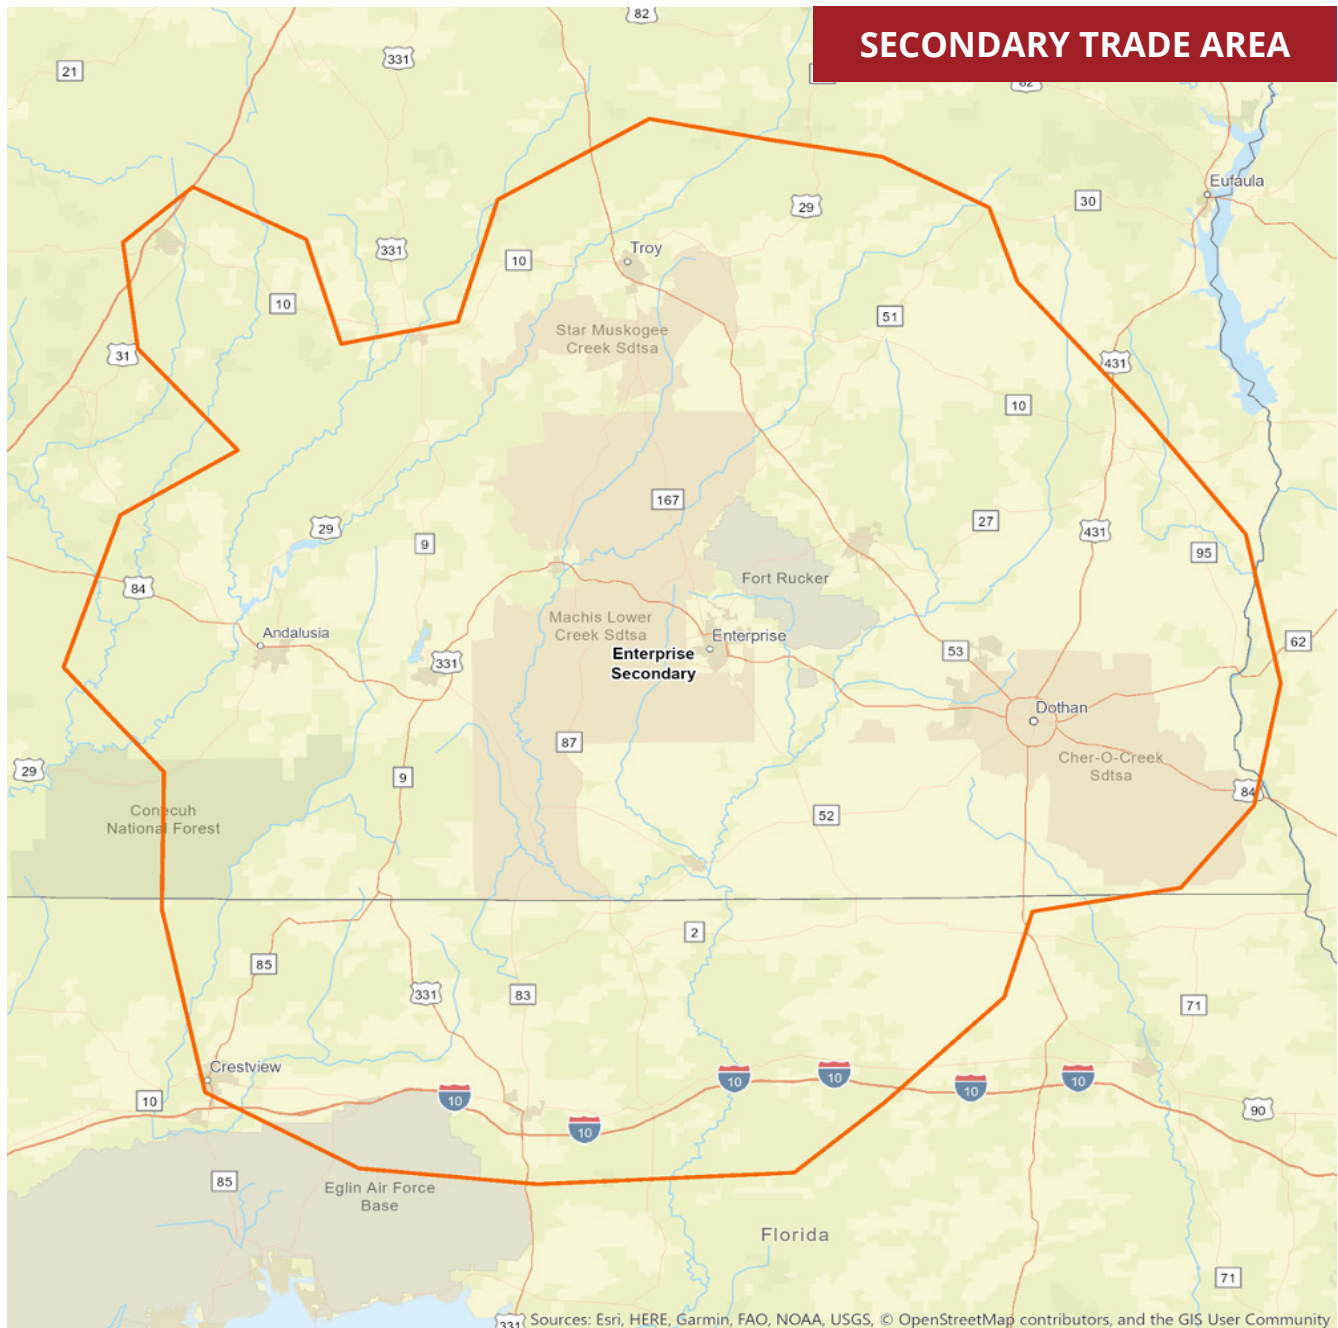 82
SECONDARY TRADE AREA
331
21
82
Eufaula
30
29
331
Troy
10
10
51
Star Muskogee
Creek Sdtsa
31
431
10
167
27
29
431
9
95
Fort Rucker
84
Machis Lower
Creek Sdtsa
Andalusia
Enterprise
62
53
Enterprise
Secondary
331
Dothan
87
Cher-O-Creek
Sdtsa
29
9
84
Conecuh
National Forest
52
2
85
331
83
71
Crestview
10
10
10
10
10
10
90
10
85
Eglin Air Force
Base
Florida
71
331
Sources: Esri, HERE, Garmin, FAO, NOAA, USGS, © OpenStreetMap contributors, and the GIS User Community